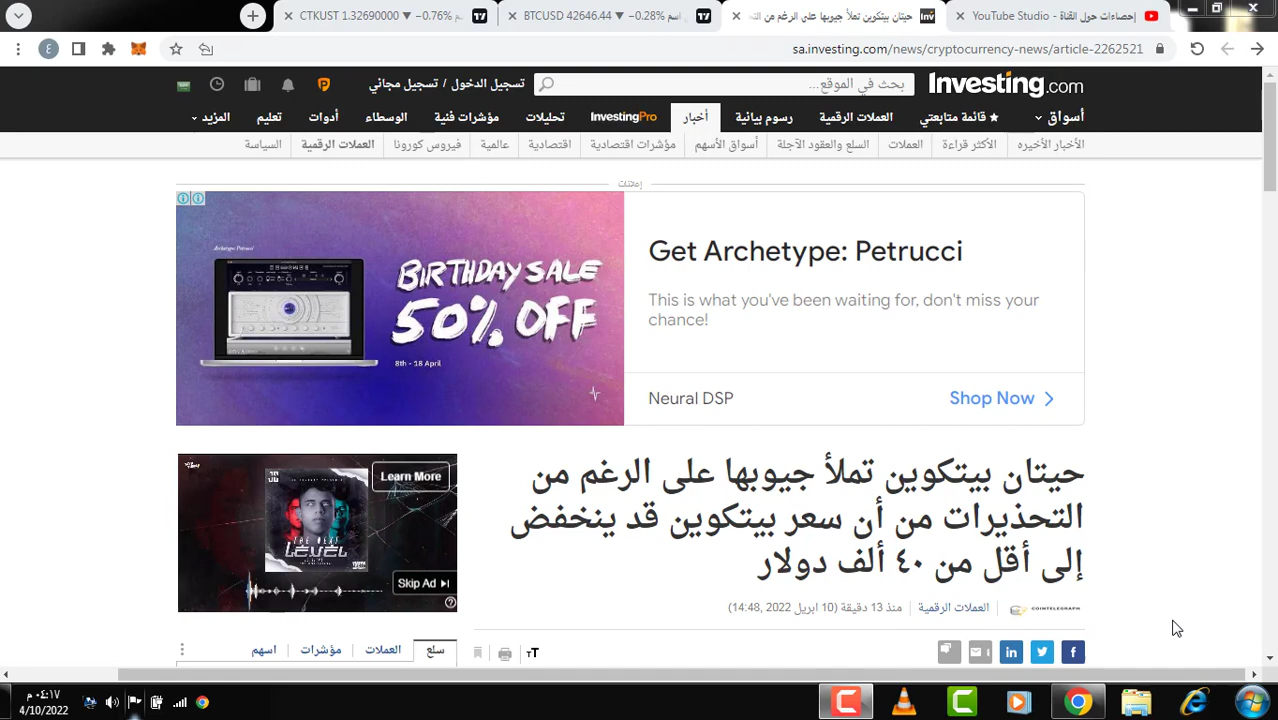 إحصاءات حول القناة - YouTube Studio
حيتان بيتكوين تملأ جيوبها على الرغم من
BTCUSD 42646.44 ▼ −0.28%
CTKUST 1.32690000 ▼ −0.76%
sa.investing.com/news/cryptocurrency-news/article-2262521
Investing.com
بحث في الموقع...
تسجيل الدخول / تسجيل مجاني
أسواق
قائمة متابعتي
العملات الرقمية
رسوم بيانية
أخبار
InvestingPro
تحليلات
مؤشرات فنية
الوسطاء
أدوات
تعليم
المزيد
الأخبار الأخيره
الأكثر قراءة
العملات
السلع والعقود الآجلة
أسواق الأسهم
مؤشرات اقتصادية
اقتصادية
عالمية
فيروس كورونا
العملات الرقمية
السياسة
إعلانات
Archetype: Petrucci
BIRTHDAY SALE
50% OFF
8th - 18 April
Get Archetype: Petrucci
This is what you've been waiting for, don't miss your
chance!
Neural DSP
Shop Now
حيتان بيتكوين تملأ جيوبها على الرغم من
التحذيرات من أن سعر بيتكوين قد ينخفض
إلى أقل من ٤٠ ألف دولار
COINTELEGRAPH
العملات الرقمية
منذ 13 دقيقة (10 ابريل 2022 ,14:48)
Learn More
THE NEXT
LEVEL
Skip Ad
سلع
العملات
مؤشرات
اسهم
٠٤:١٧ م
4/10/2022